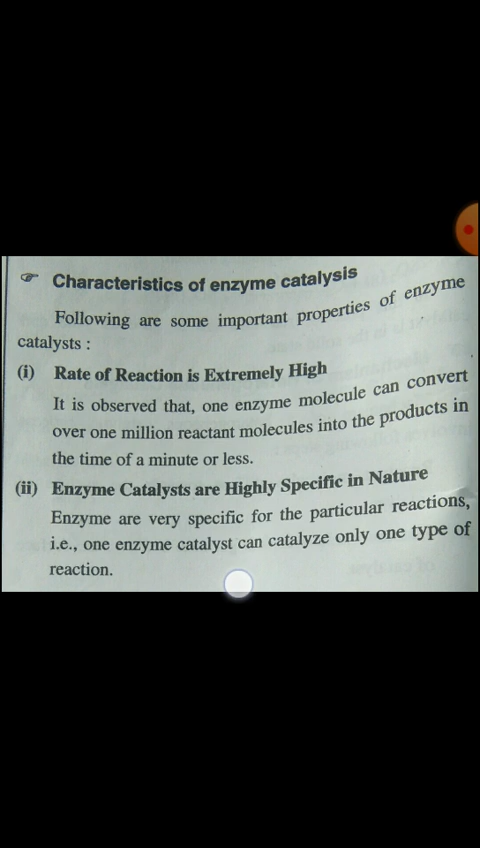 ☞ Characteristics of enzyme catalysis
Following are some important properties of enzyme
catalysts :
(i) Rate of Reaction is Extremely High
It is observed that, one enzyme molecule can convert
over one million reactant molecules into the products in
the time of a minute or less.
(ii) Enzyme Catalysts are Highly Specific in Nature
Enzyme are very specific for the particular reactions,
i.e., one enzyme catalyst can catalyze only one type of
reaction.